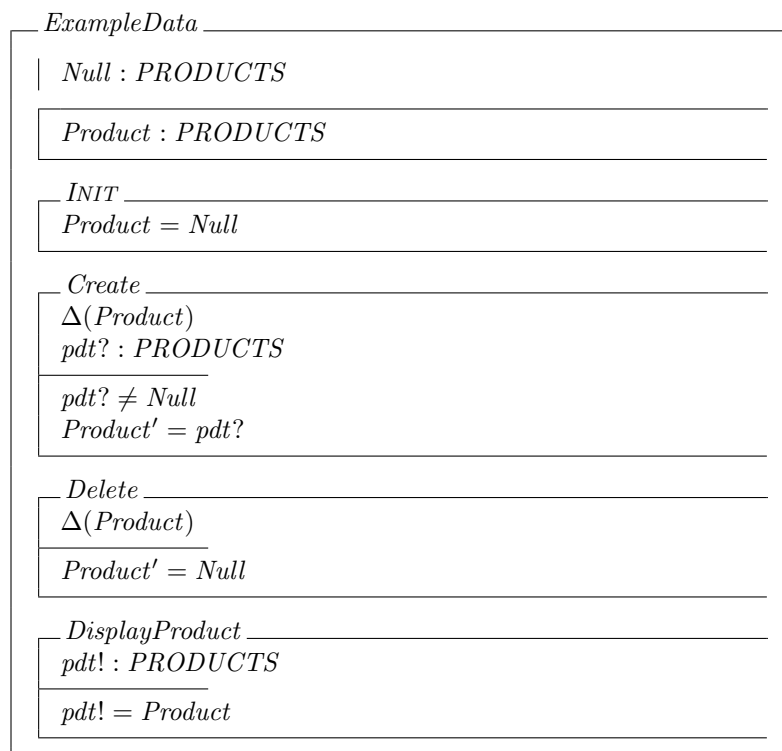 ExampleData
Null : PRODUCTS
Product : PRODUCTS
INIT
Product = Null
Create
Δ(Product)
pdt? : PRODUCTS
pdt? ≠ Null
Product′ = pdt?
Delete
Δ(Product)
Product′ = Null
DisplayProduct
pdt! : PRODUCTS
pdt! = Product